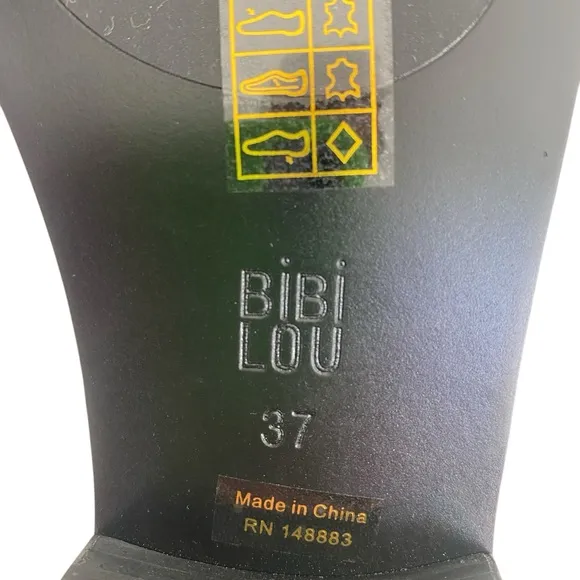 BiBi
LOU
37
Made in China
RN 148883